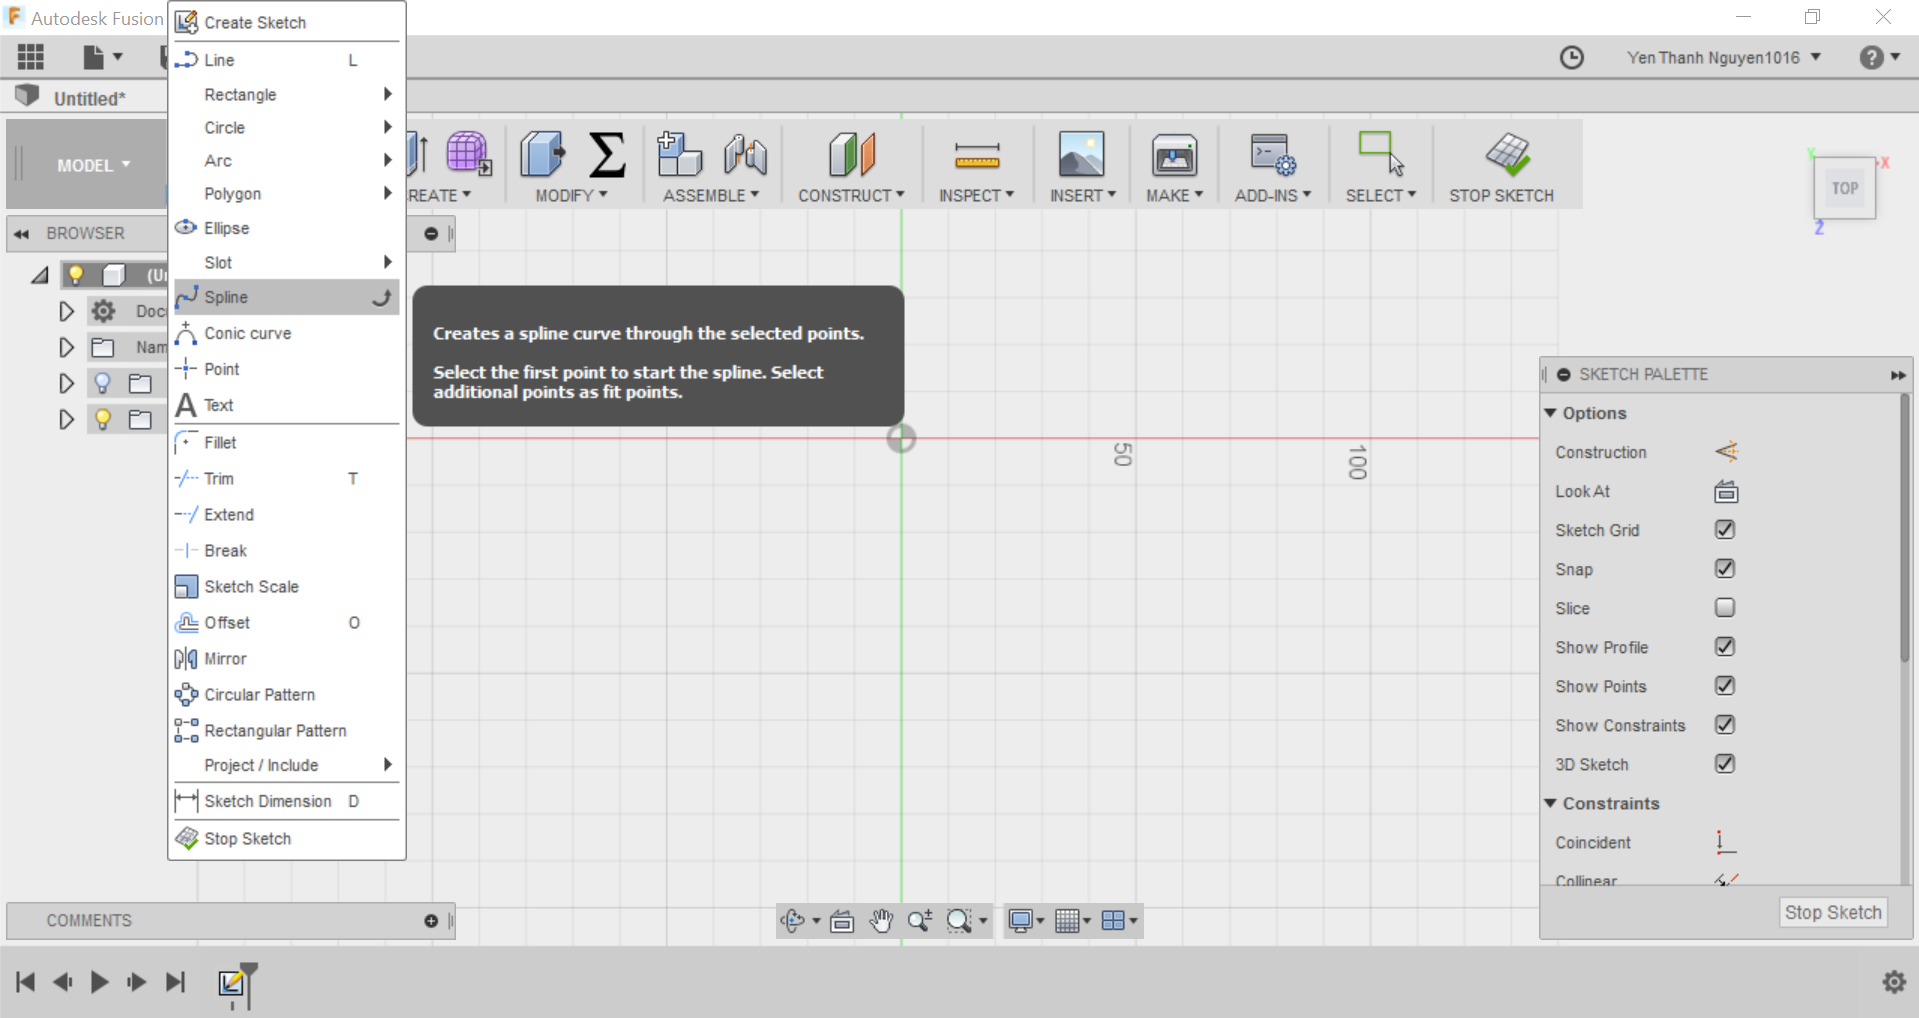 Autodesk Fusion
Create Sketch
Line L
Rectangle
Circle
Arc
Polygon
Ellipse
Slot
Spline
Conic curve
Point
Text
Fillet
Trim T
Extend
Break
Sketch Scale
Offset O
Mirror
Circular Pattern
Rectangular Pattern
Project / Include
Sketch Dimension D
Stop Sketch
Yen Thanh Nguyen1016
Untitled*
MODEL
REATE
MODIFY
ASSEMBLE
CONSTRUCT
INSPECT
INSERT
MAKE
ADD-INS
SELECT
STOP SKETCH
Y
X
TOP
Z
BROWSER
(Un
Doc
Nam
Creates a spline curve through the selected points.
Select the first point to start the spline. Select
additional points as fit points.
50
100
SKETCH PALETTE
Options
Construction
Look At
Sketch Grid
Snap
Slice
Show Profile
Show Points
Show Constraints
3D Sketch
Constraints
Coincident
Collinear
Stop Sketch
COMMENTS